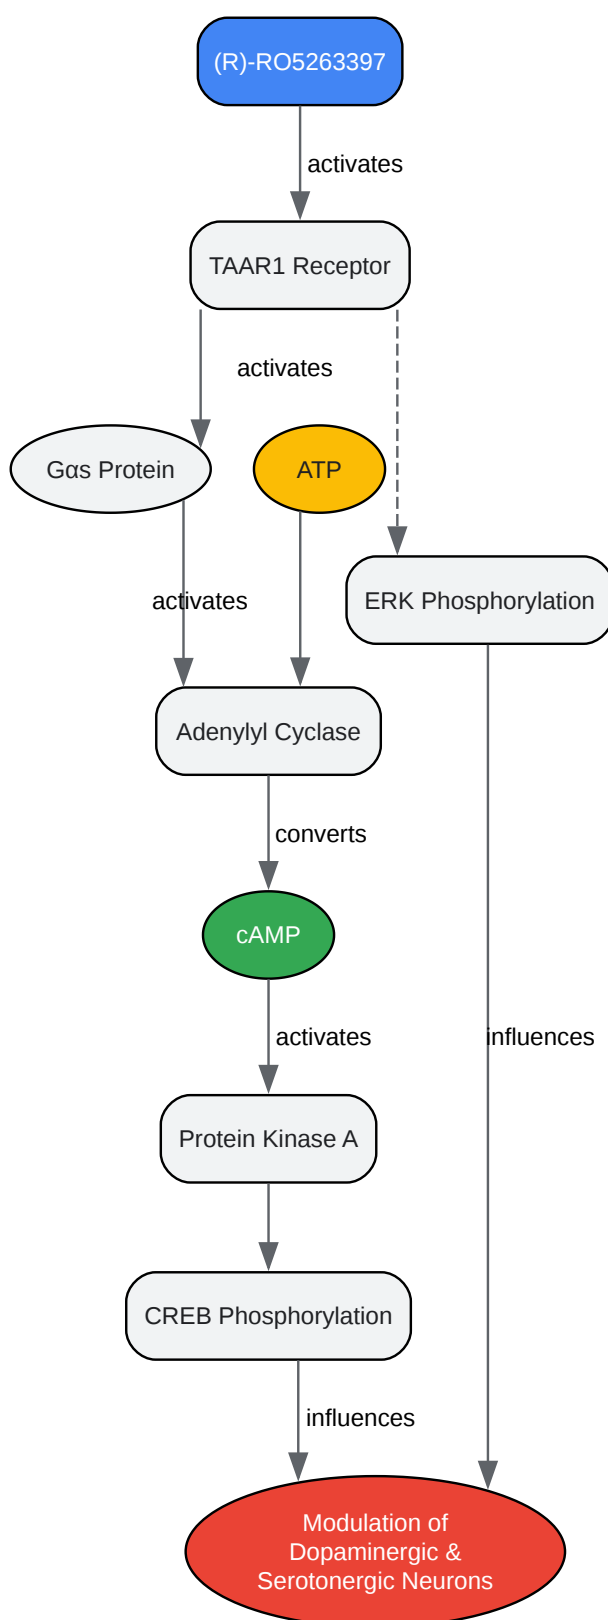 (R)-RO5263397
activates
TAAR1 Receptor
activates
Gαs Protein
ATP
activates
ERK Phosphorylation
Adenylyl Cyclase
converts
cAMP
activates
influences
Protein Kinase A
CREB Phosphorylation
influences
Modulation of
Dopaminergic &
Serotonergic Neurons